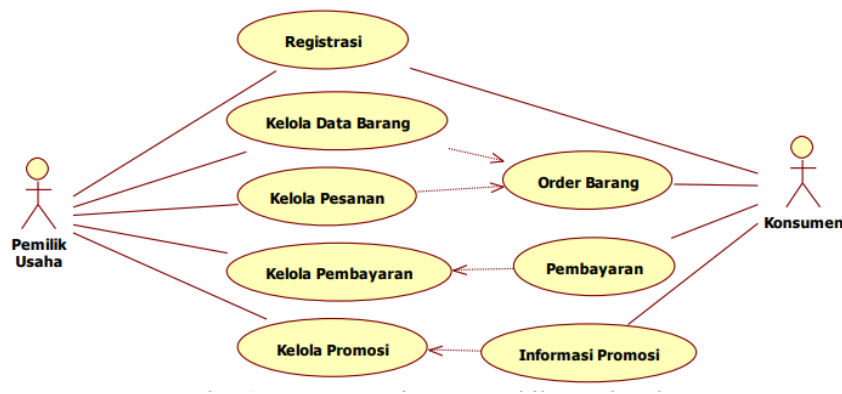 Registrasi
Kelola Data Barang
Order Barang
Kelola Pesanan
Pemilik
Usaha
Konsumen
Kelola Pembayaran
Pembayaran
Kelola Promosi
Informasi Promosi